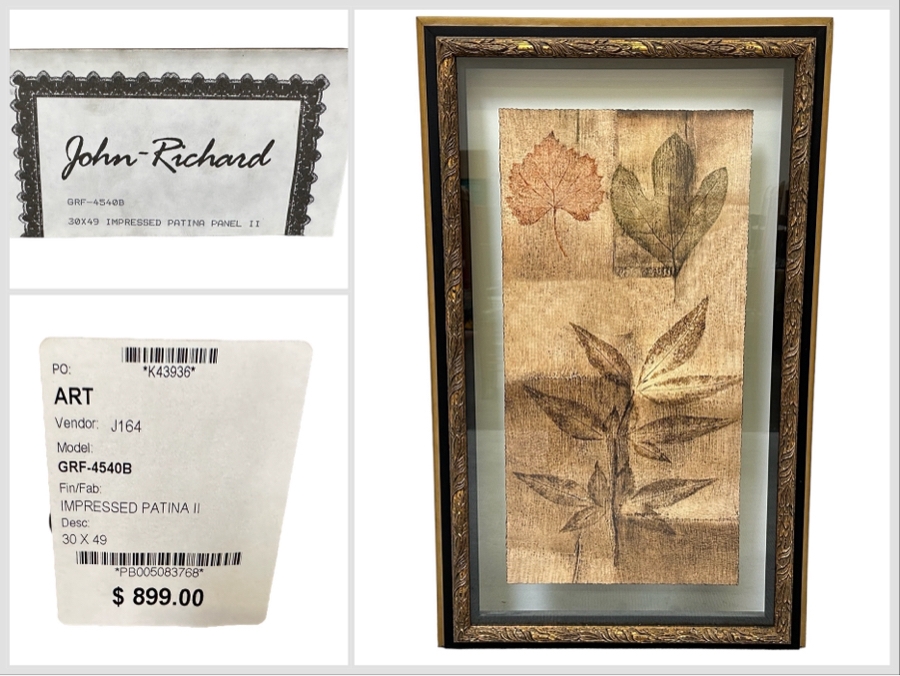 John-Richard
GRF-4540B
30X49 IMPRESSED PATINA PANEL II
PO:
*K43936*
ART
Vendor: J164
Model:
GRF-4540B
Fin/Fab:
IMPRESSED PATINA II
Desc:
30 X 49
*PB005083768*
$ 899.00